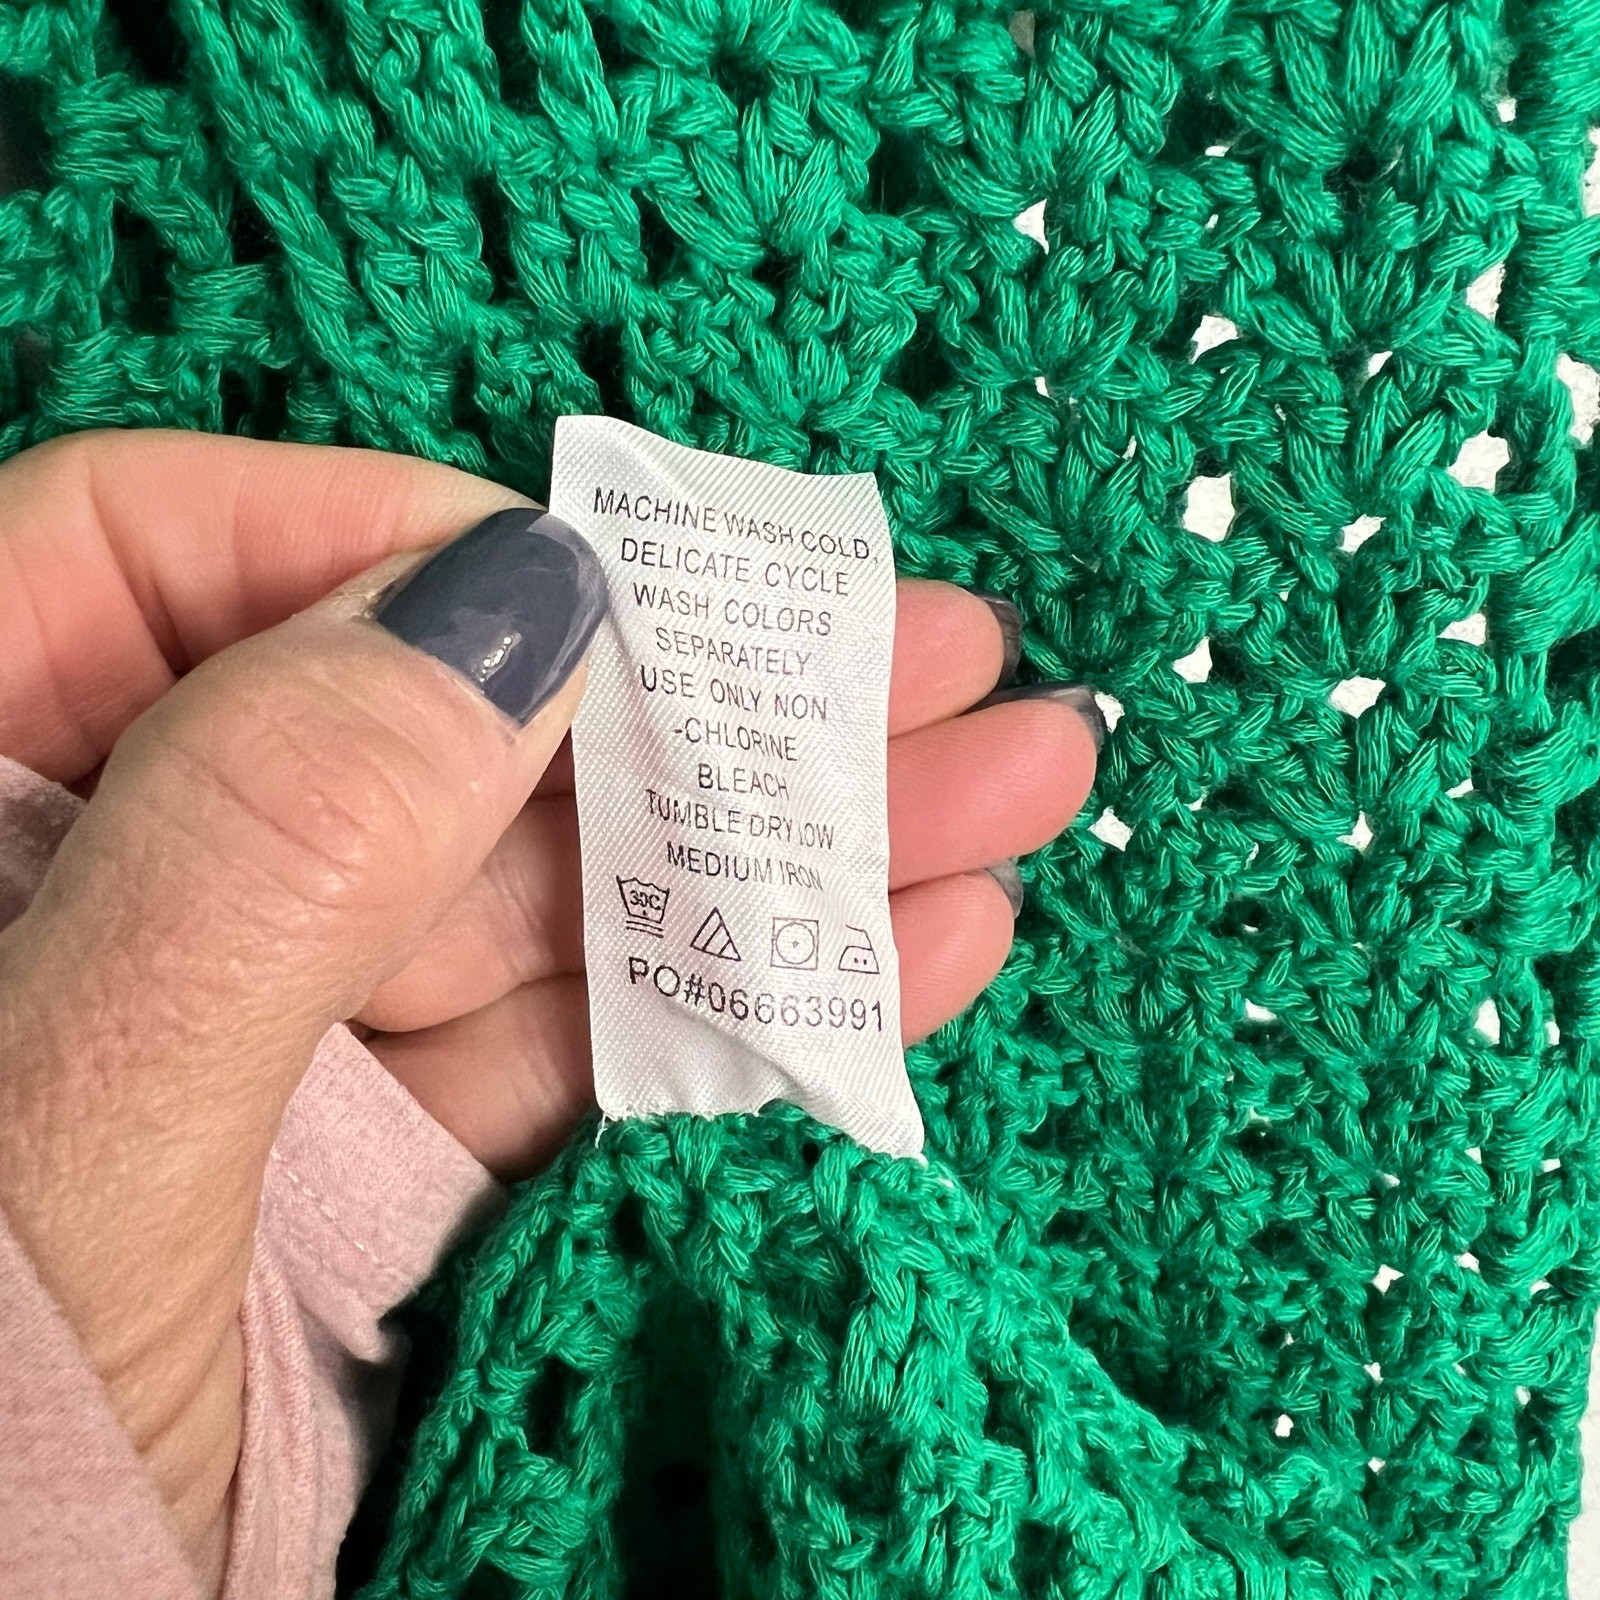 MACHINE WASH COLD,
DELICATE CYCLE
WASH COLORS
SEPARATELY
USE ONLY NON
-CHLORINE
BLEACH
TUMBLE DRY LOW
MEDIUM IRON
30C
PO#06663991